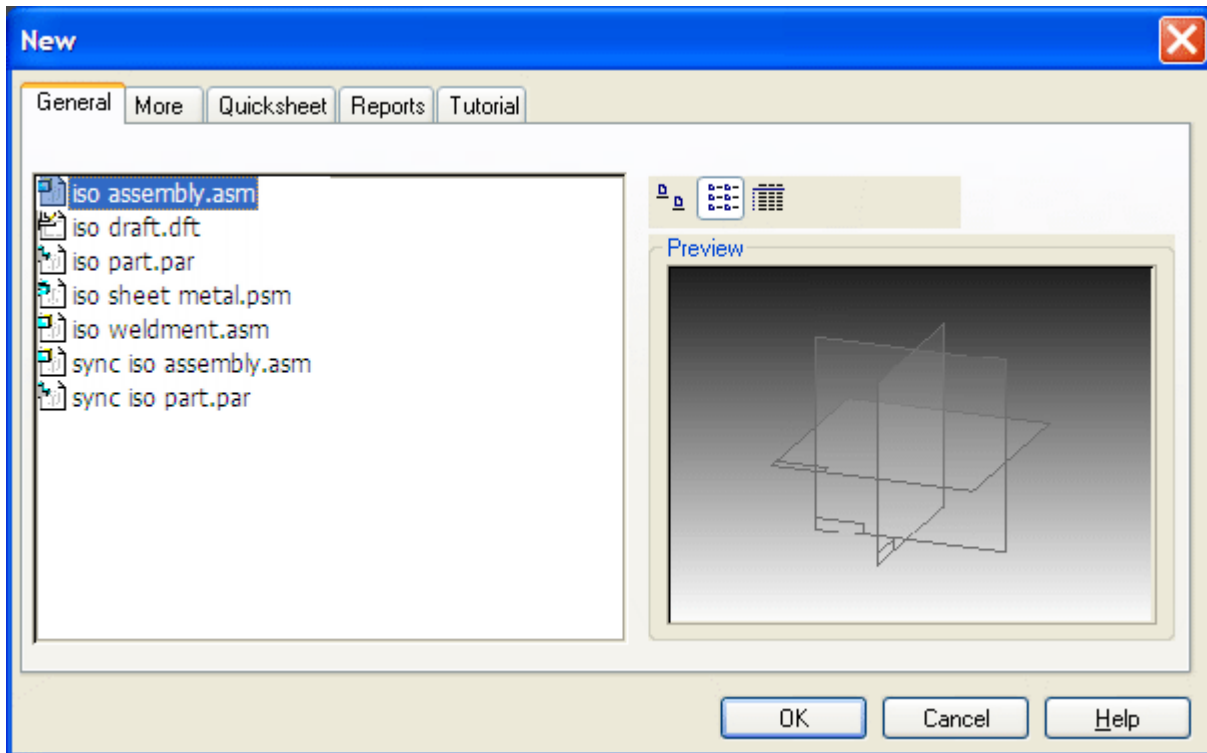 New
General More Quicksheet Reports Tutorial
iso assembly.asm
iso draft.dft
iso part.par
iso sheet metal.psm
iso weldment.asm
sync iso assembly.asm
sync iso part.par
Preview
OK Cancel Help